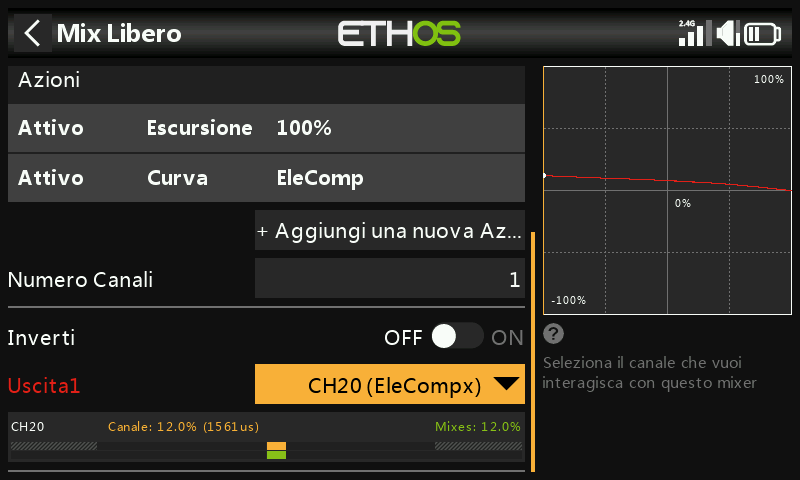 Mix Libero
ETHOS
2.4G
Azioni
Attivo Escursione 100%
Attivo Curva EleComp
+ Aggiungi una nuova Az...
Numero Canali 1
Inverti OFF ON
Uscita1 CH20 (EleCompx)
CH20 Canale: 12.0% (1561us) Mixes: 12.0%
100%
0%
-100%
?
Seleziona il canale che vuoi
interagisca con questo mixer